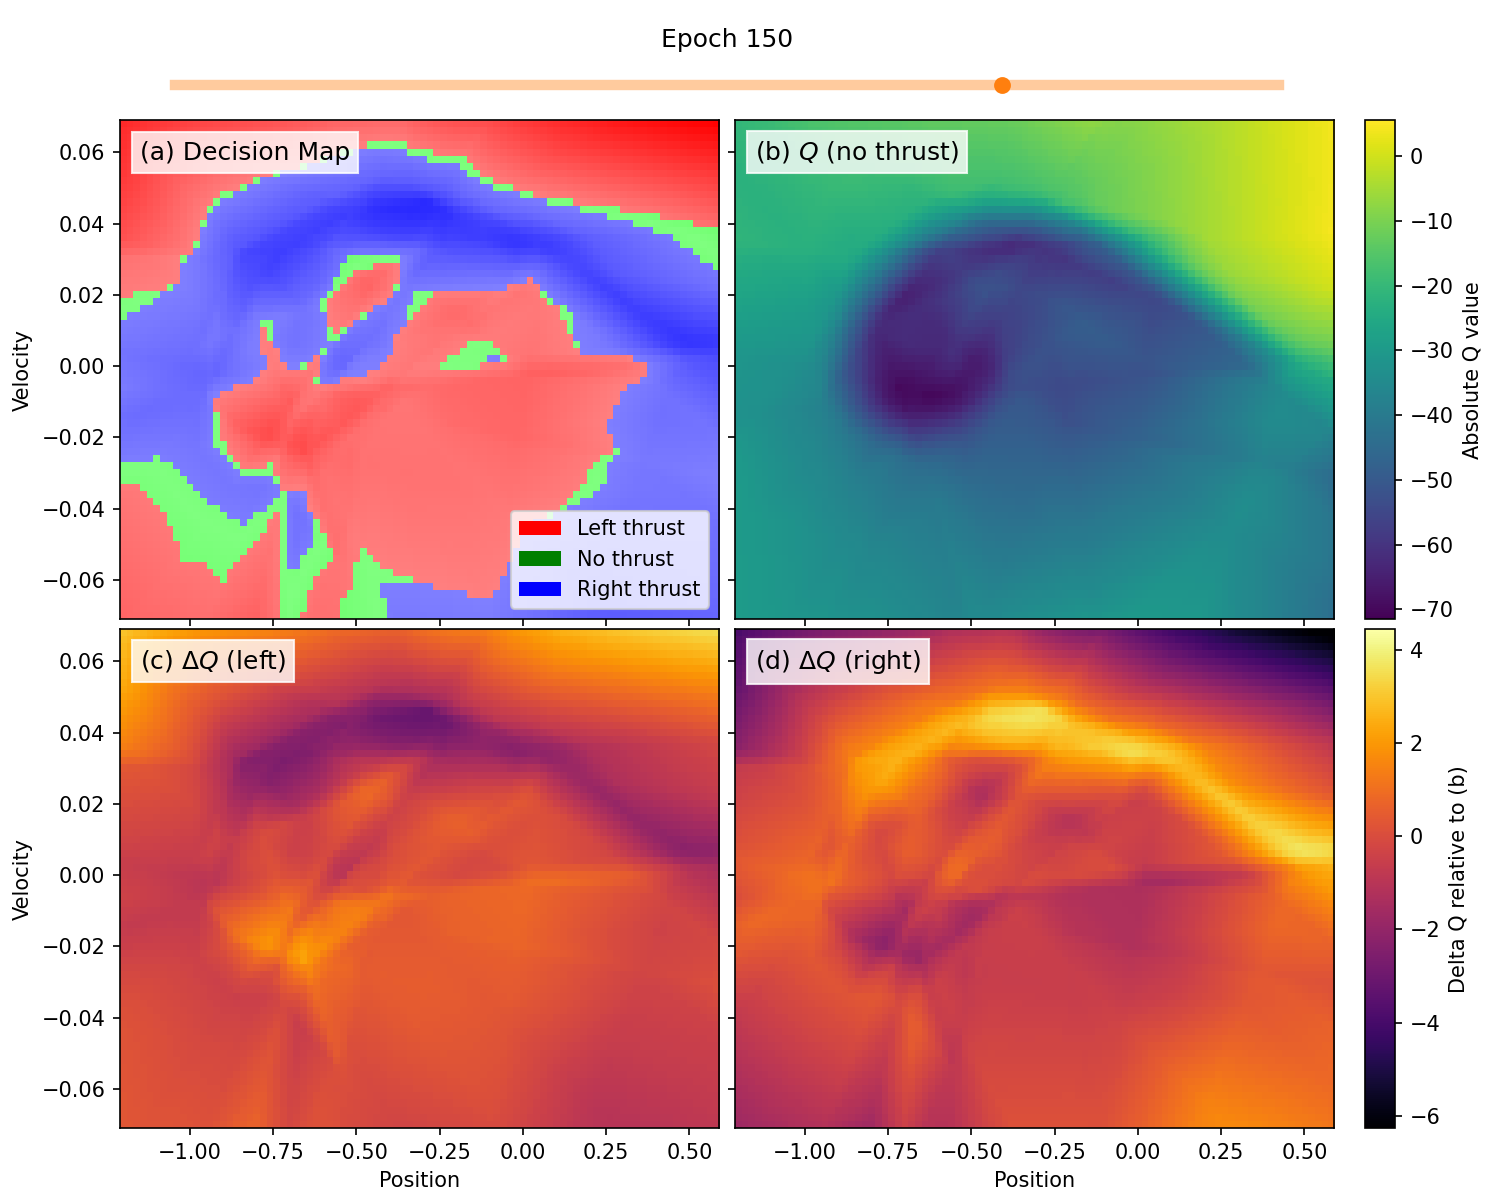 Epoch 150
(a) Decision Map
(b) Q (no thrust)
0.06
0.04
0.02
0.00
−0.02
−0.04
−0.06
Velocity
Left thrust
No thrust
Right thrust
0
−10
−20
−30
−40
−50
−60
−70
Absolute Q value
(c) ΔQ (left)
(d) ΔQ (right)
0.06
0.04
0.02
0.00
−0.02
−0.04
−0.06
Velocity
4
2
0
−2
−4
−6
Delta Q relative to (b)
−1.00 −0.75 −0.50 −0.25 0.00 0.25 0.50
Position
−1.00 −0.75 −0.50 −0.25 0.00 0.25 0.50
Position